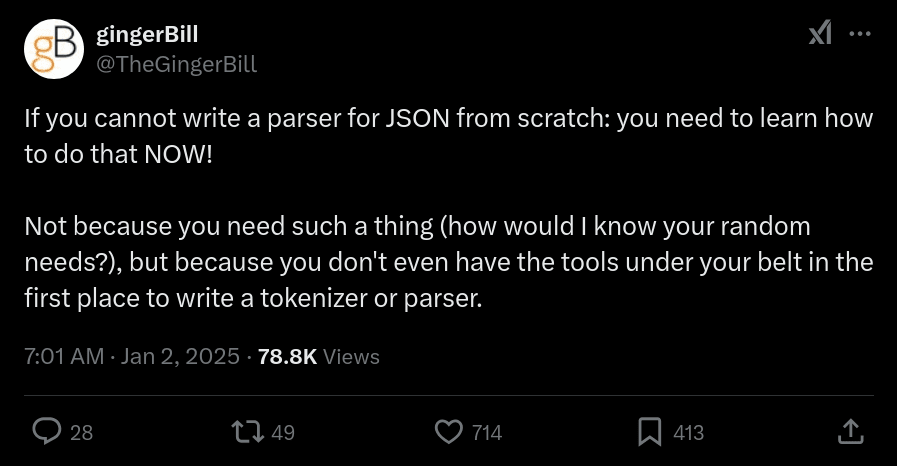 gB
gingerBill
@TheGingerBill
If you cannot write a parser for JSON from scratch: you need to learn how
to do that NOW!
Not because you need such a thing (how would I know your random
needs?), but because you don't even have the tools under your belt in the
first place to write a tokenizer or parser.
7:01 AM · Jan 2, 2025 · 78.8K Views
28 49 714 413